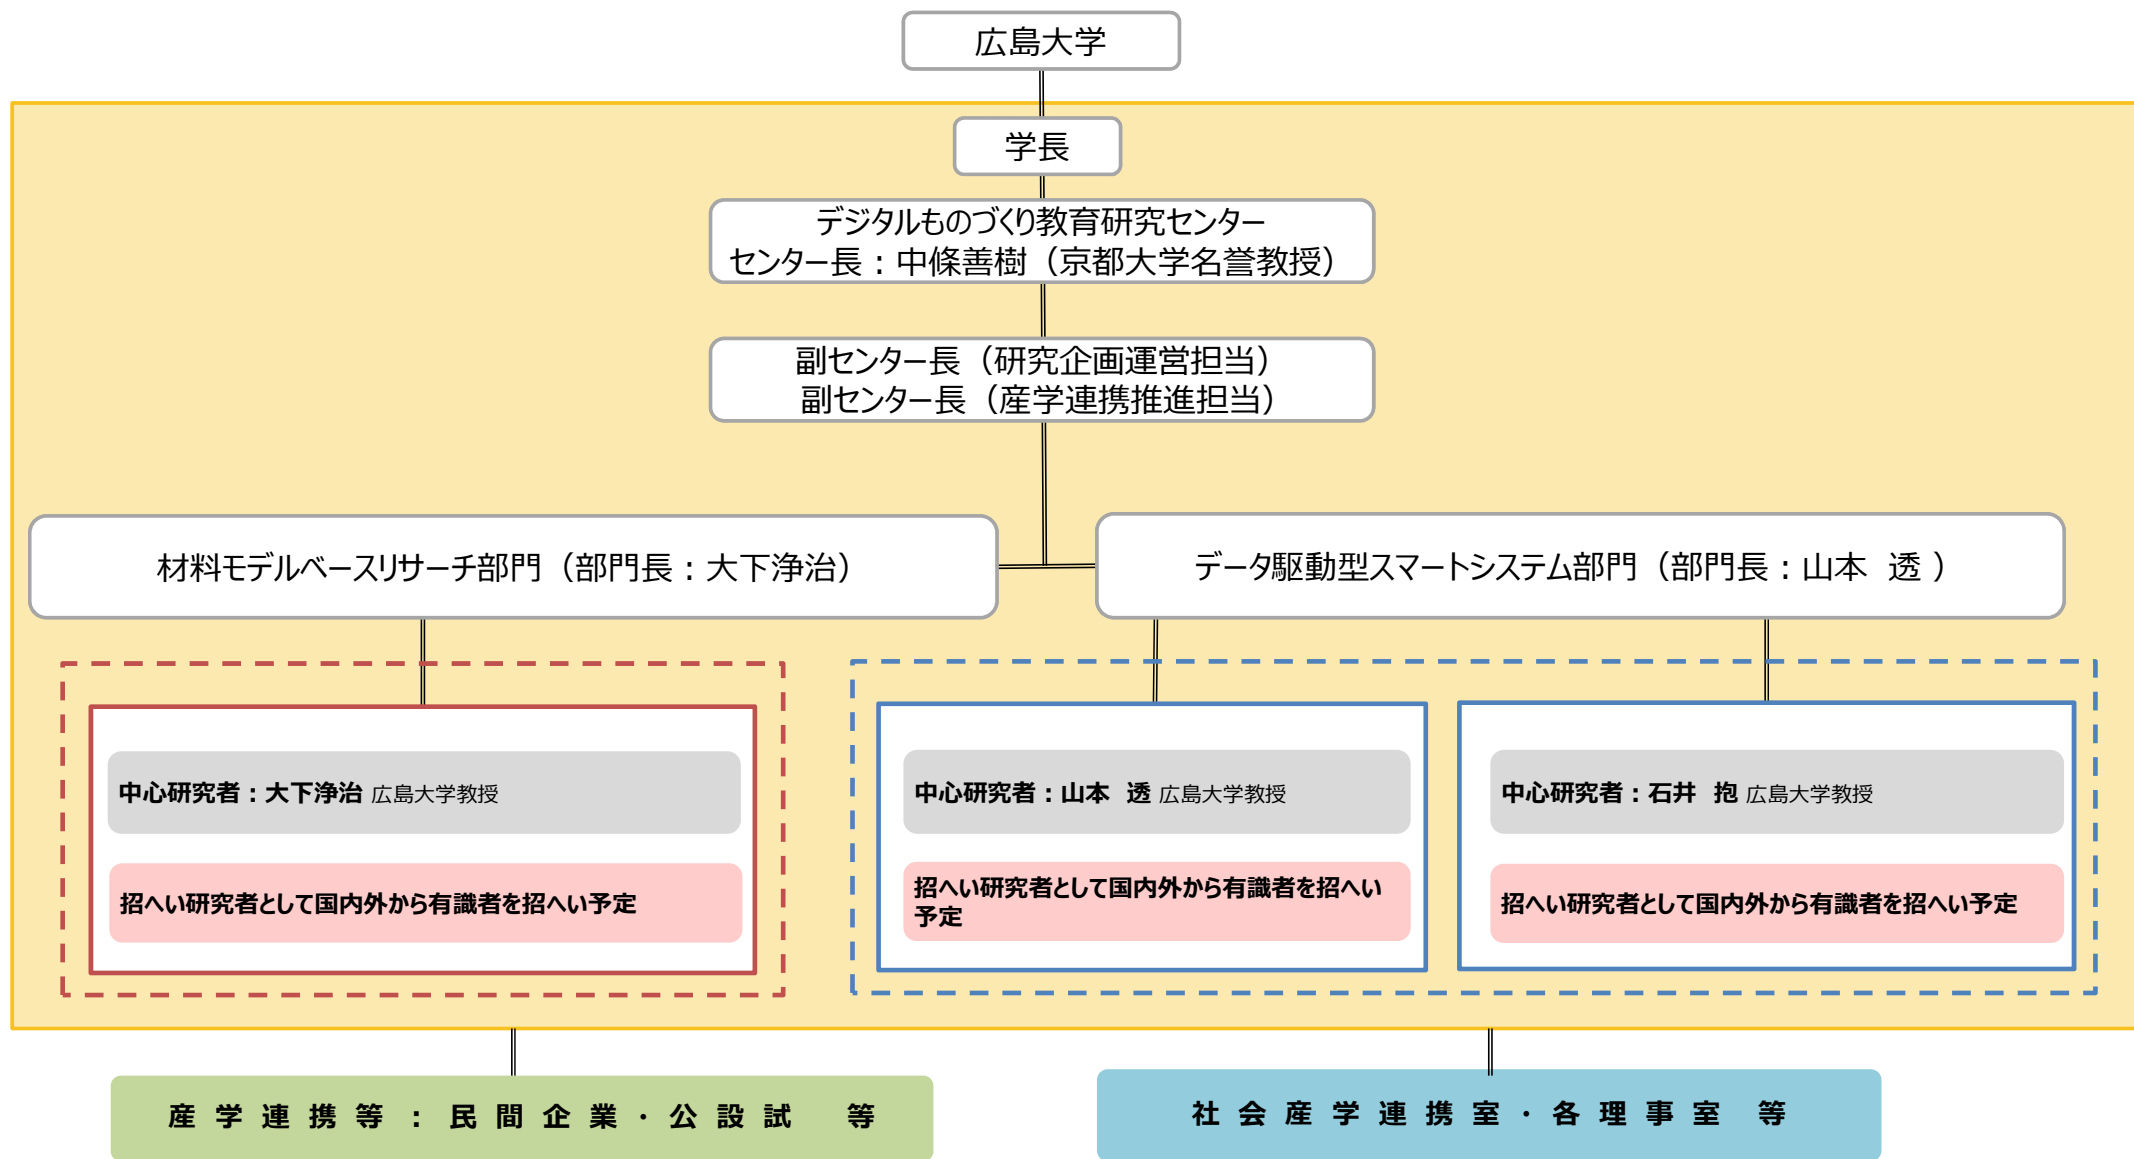 広島大学
学長
デジタルものづくり教育研究センター
センター長：中條善樹（京都大学名誉教授）
副センター長（研究企画運営担当）
副センター長（産学連携推進担当）
材料モデルベースリサーチ部門（部門長：大下浄治）
データ駆動型スマートシステム部門（部門長：山本　透 ）
中心研究者：大下浄治 広島大学教授
招へい研究者として国内外から有識者を招へい予定
中心研究者：山本　透 広島大学教授
招へい研究者として国内外から有識者を招へい
予定
中心研究者：石井　抱 広島大学教授
招へい研究者として国内外から有識者を招へい予定
産学連携等：民間企業・公設試　等
社会産学連携室・各理事室　等